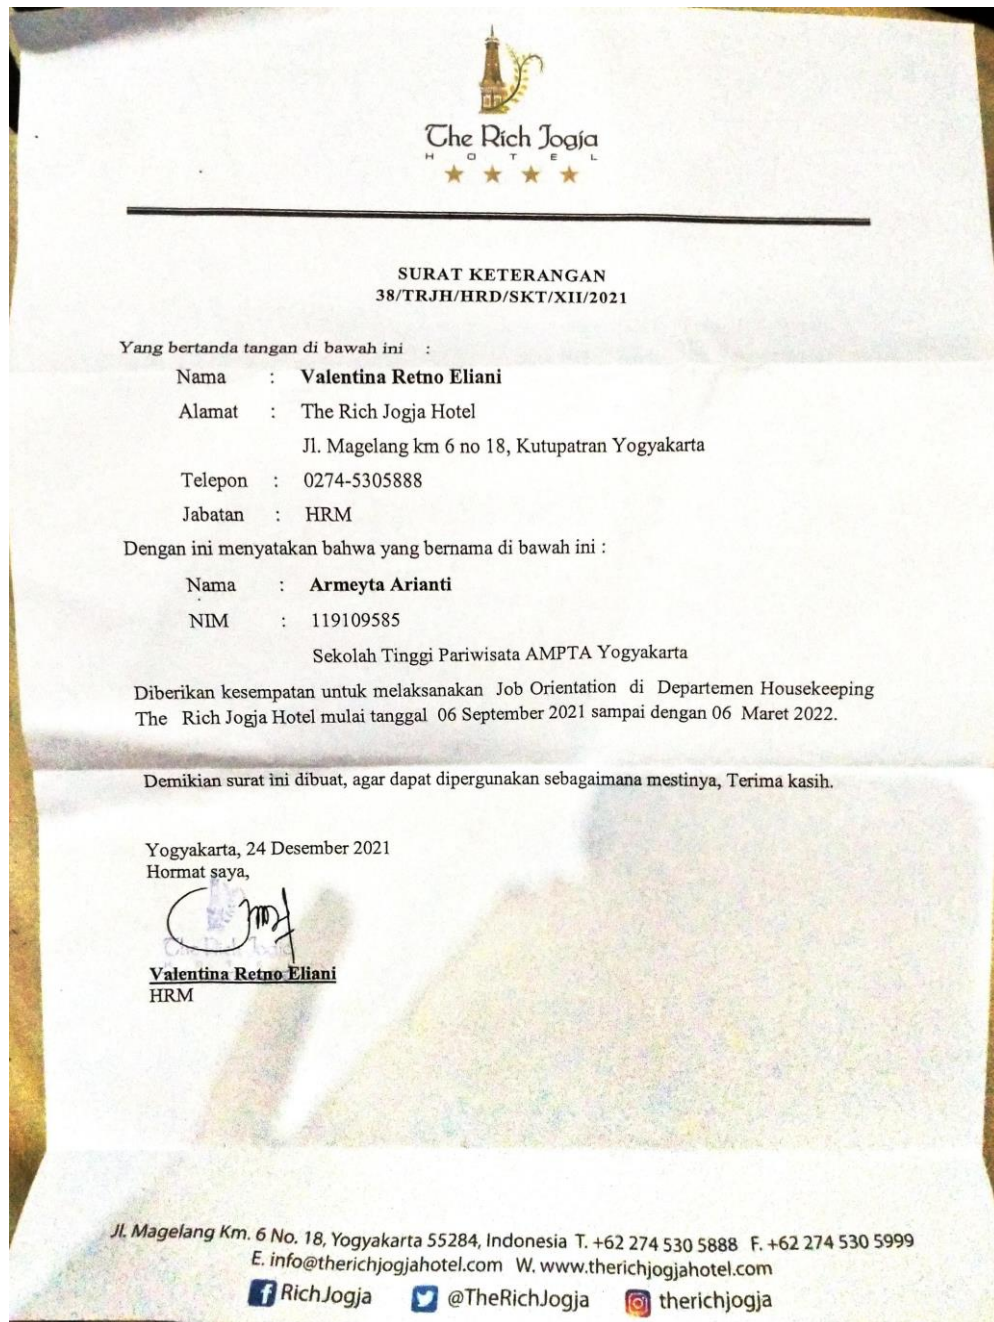 The Rich Jogja
HOTEL
SURAT KETERANGAN
38/TRJH/HRD/SKT/XII/2021
Yang bertanda tangan di bawah ini :
Nama : Valentina Retno Eliani
Alamat : The Rich Jogja Hotel
Jl. Magelang km 6 no 18, Kutupatran Yogyakarta
Telepon : 0274-5305888
Jabatan : HRM
Dengan ini menyatakan bahwa yang bernama di bawah ini :
Nama : Armeyta Arianti
NIM : 119109585
Sekolah Tinggi Pariwisata AMPTA Yogyakarta
Diberikan kesempatan untuk melaksanakan Job Orientation di Departemen Housekeeping
The Rich Jogja Hotel mulai tanggal 06 September 2021 sampai dengan 06 Maret 2022.
Demikian surat ini dibuat, agar dapat dipergunakan sebagaimana mestinya, Terima kasih.
Yogyakarta, 24 Desember 2021
Hormat saya,
The Rich Jogja
Valentina Retno Eliani
HRM
Jl. Magelang Km. 6 No. 18, Yogyakarta 55284, Indonesia T. +62 274 530 5888 F. +62 274 530 5999
E. info@therichjogjahotel.com W. www.therichjogjahotel.com
RichJogja @TheRichJogja therichjogja